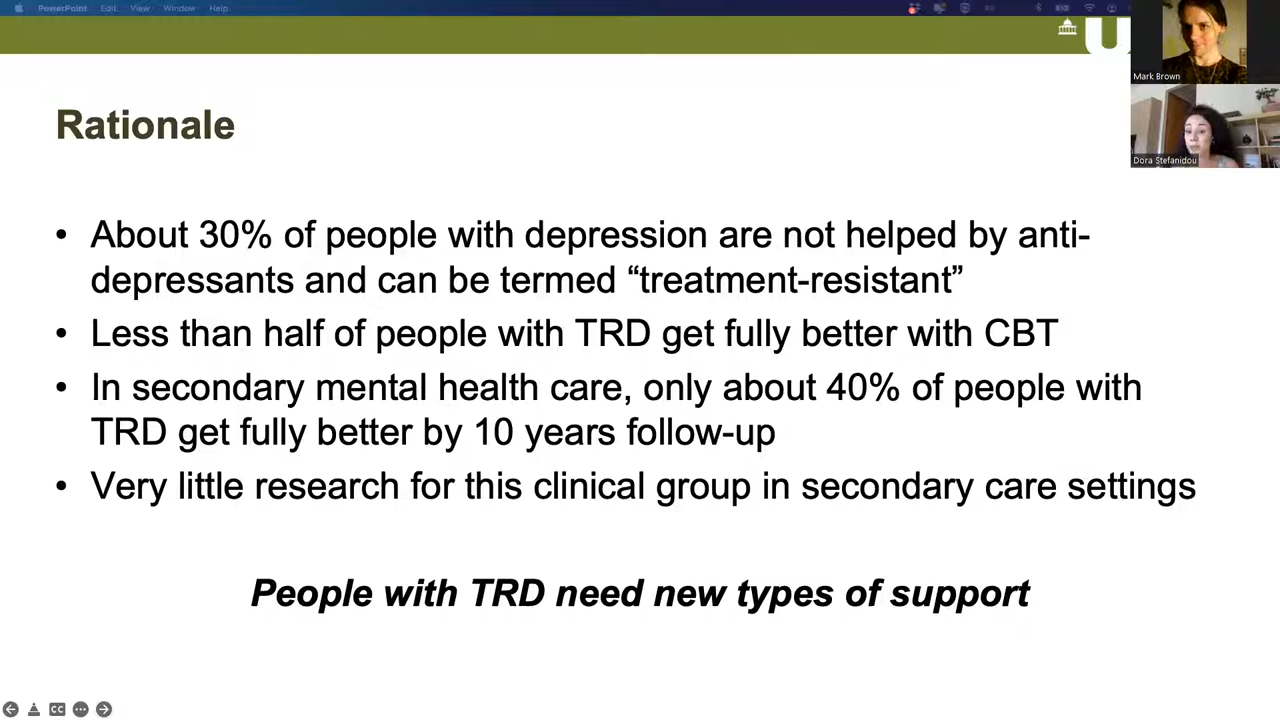 PowerPoint Edit View Window Help
U
Mark Brown
Dora Stefanidou
Rationale
• About 30% of people with depression are not helped by anti-
depressants and can be termed “treatment-resistant”
• Less than half of people with TRD get fully better with CBT
• In secondary mental health care, only about 40% of people with
TRD get fully better by 10 years follow-up
• Very little research for this clinical group in secondary care settings
People with TRD need new types of support
CC